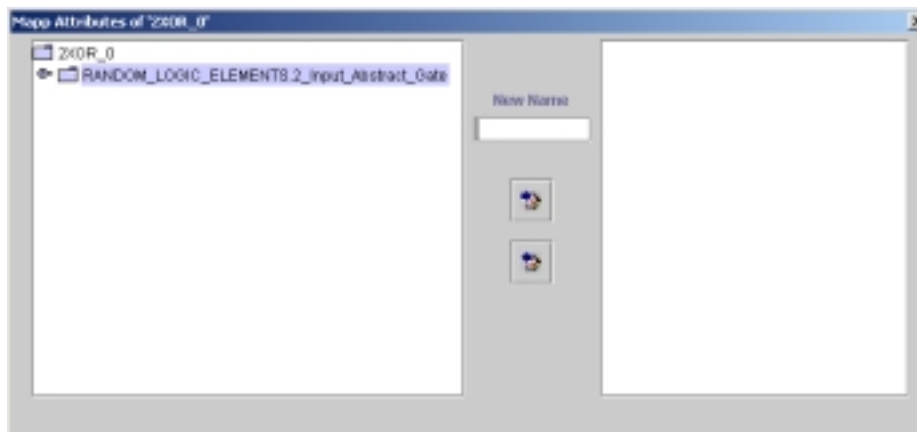 Mapp Attributes of '2XOR_0'
2XOR_0
RANDOM_LOGIC_ELEMENTS.2_Input_Abstract_Gate
New Name